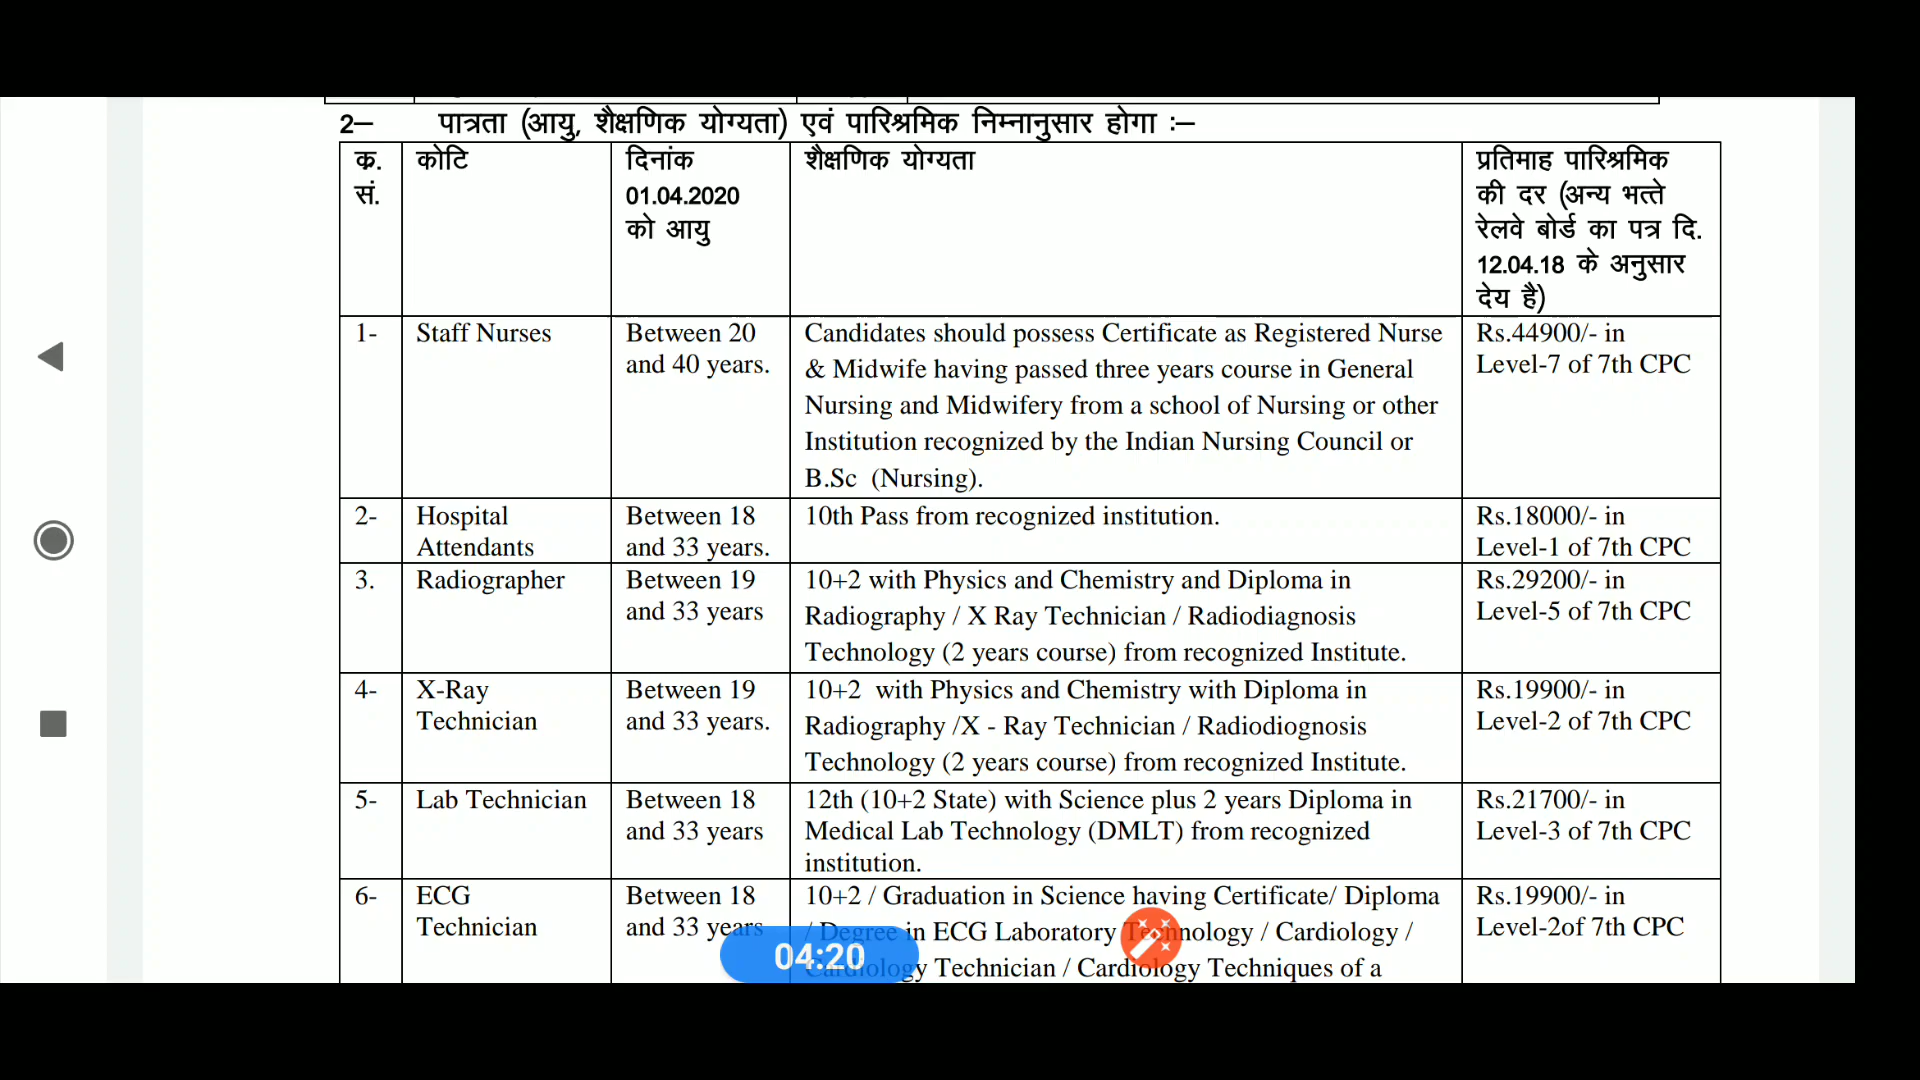 2– पात्रता (आयु, शैक्षणिक योग्यता) एवं पारिश्रमिक निम्नानुसार होगा :–
क्र. सं.
कोटि
दिनांक
01.04.2020
को आयु
शैक्षणिक योग्यता
प्रतिमाह पारिश्रमिक
की दर (अन्य भत्ते
रेलवे बोर्ड का पत्र दि.
12.04.18 के अनुसार
देय है)
1-
Staff Nurses
Between 20
and 40 years.
Candidates should possess Certificate as Registered Nurse
& Midwife having passed three years course in General
Nursing and Midwifery from a school of Nursing or other
Institution recognized by the Indian Nursing Council or
B.Sc (Nursing).
Rs.44900/- in
Level-7 of 7th CPC
2-
Hospital
Attendants
Between 18
and 33 years.
10th Pass from recognized institution.
Rs.18000/- in
Level-1 of 7th CPC
3.
Radiographer
Between 19
and 33 years
10+2 with Physics and Chemistry and Diploma in
Radiography / X Ray Technician / Radiodiagnosis
Technology (2 years course) from recognized Institute.
Rs.29200/- in
Level-5 of 7th CPC
4-
X-Ray
Technician
Between 19
and 33 years.
10+2 with Physics and Chemistry with Diploma in
Radiography /X - Ray Technician / Radiodiognosis
Technology (2 years course) from recognized Institute.
Rs.19900/- in
Level-2 of 7th CPC
5-
Lab Technician
Between 18
and 33 years
12th (10+2 State) with Science plus 2 years Diploma in
Medical Lab Technology (DMLT) from recognized
institution.
Rs.21700/- in
Level-3 of 7th CPC
6-
ECG
Technician
Between 18
and 33 years
10+2 / Graduation in Science having Certificate/ Diploma
/ Degree in ECG Laboratory Technology / Cardiology /
Cardiology Technician / Cardiology Techniques of a
Rs.19900/- in
Level-2of 7th CPC
04:20